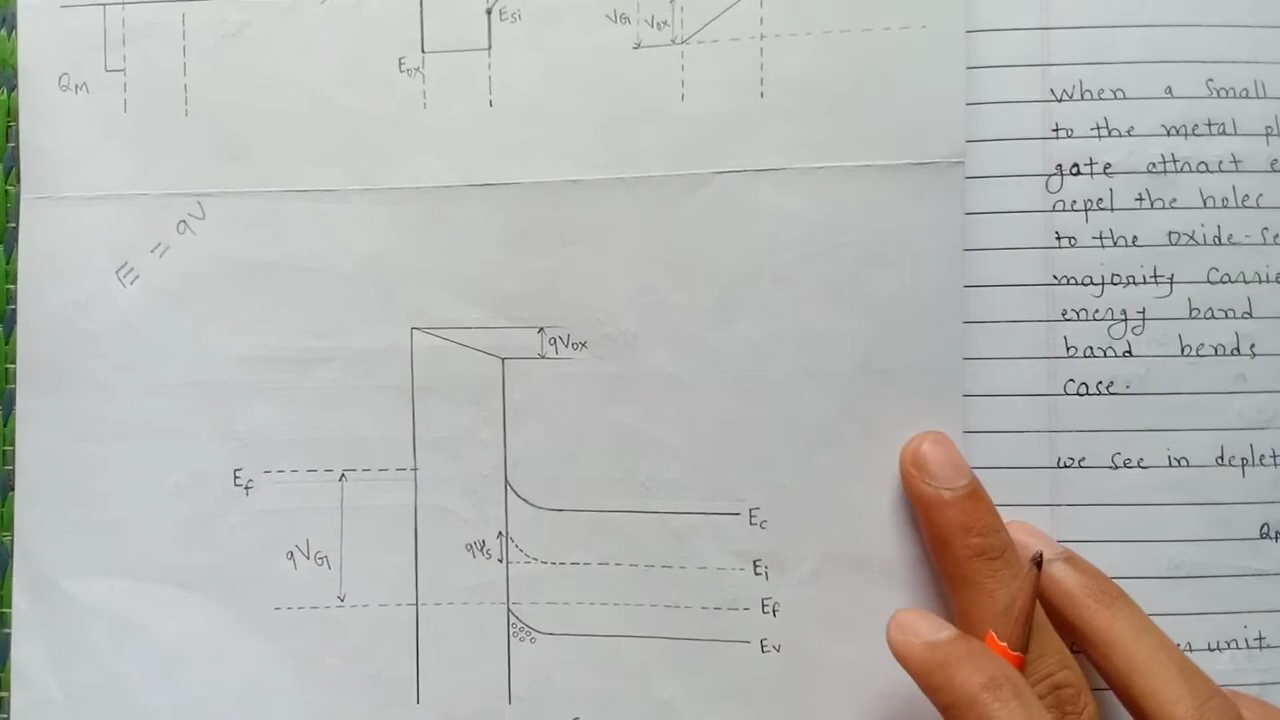 Esi
VG Vox
Eox
QM
E = qV
qVox
Ef
Ec
qVG
qψs
Ei
Ef
Ev
When a small
to the metal pl
gate attract e
repel the holes
to the oxide-se
majority carrie
energy band
band bends
case.
we see in deplet
unit.